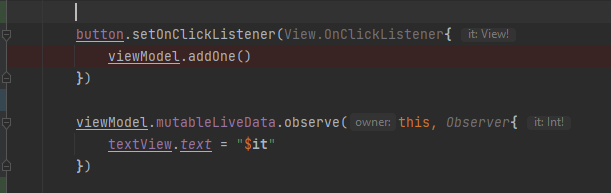 button.setOnClickListener(View.OnClickListener{ it: View!
viewModel.addOne()
})
viewModel.mutableLiveData.observe( owner: this, Observer{ it: Int!
textView.text = "$it"
})